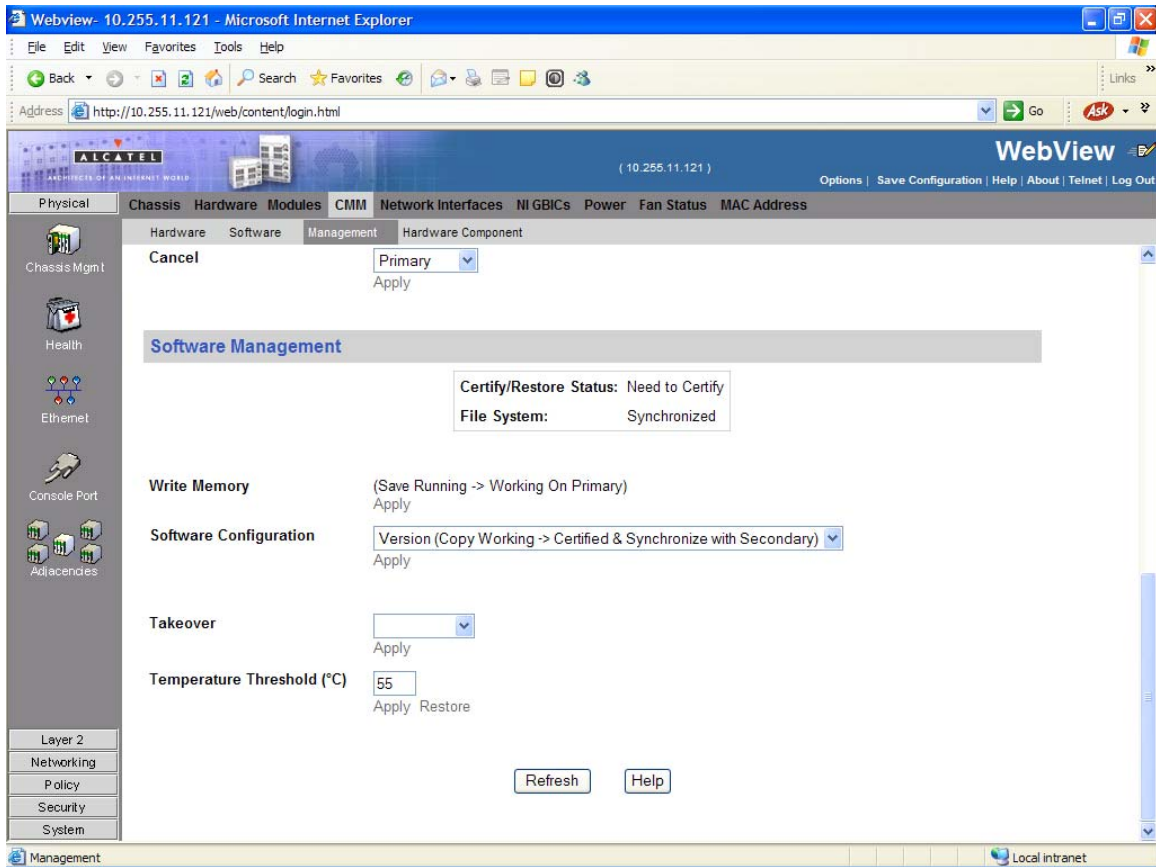 Webview- 10.255.11.121 - Microsoft Internet Explorer
File Edit View Favorites Tools Help
Back Search Favorites Links »
Address http://10.255.11.121/web/content/login.html Go Ask
ALCATEL
ARCHITECTS OF AN INTERNET WORLD
( 10.255.11.121 )
WebView
Options | Save Configuration | Help | About | Telnet | Log Out
Physical
Chassis Hardware Modules CMM Network Interfaces NI GBICs Power Fan Status MAC Address
Hardware Software Management Hardware Component
Chassis Mgmt
Health
Ethernet
Console Port
Adjacencies
Layer 2
Networking
Policy
Security
System
Cancel Primary
Apply
Software Management
Certify/Restore Status: Need to Certify
File System: Synchronized
Write Memory (Save Running -> Working On Primary)
Apply
Software Configuration Version (Copy Working -> Certified & Synchronize with Secondary)
Apply
Takeover
Apply
Temperature Threshold (°C) 55
Apply Restore
Refresh Help
Management Local intranet